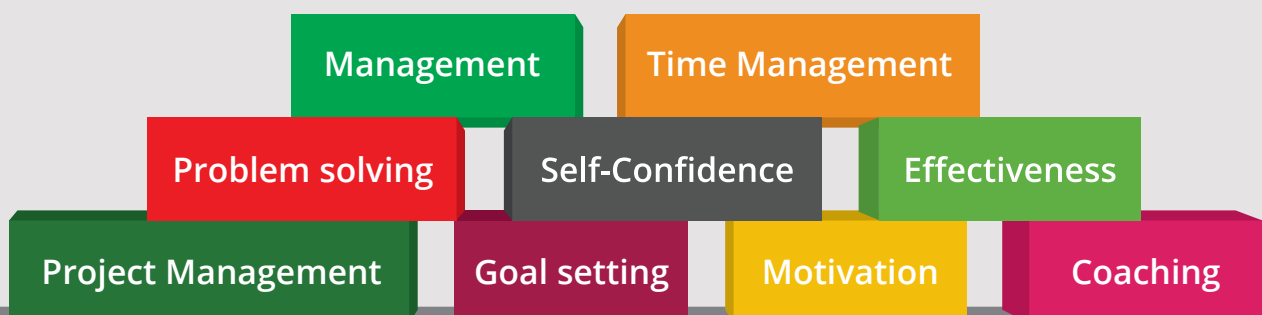 Management
Time Management
Problem solving
Self-Confidence
Effectiveness
Project Management
Goal setting
Motivation
Coaching